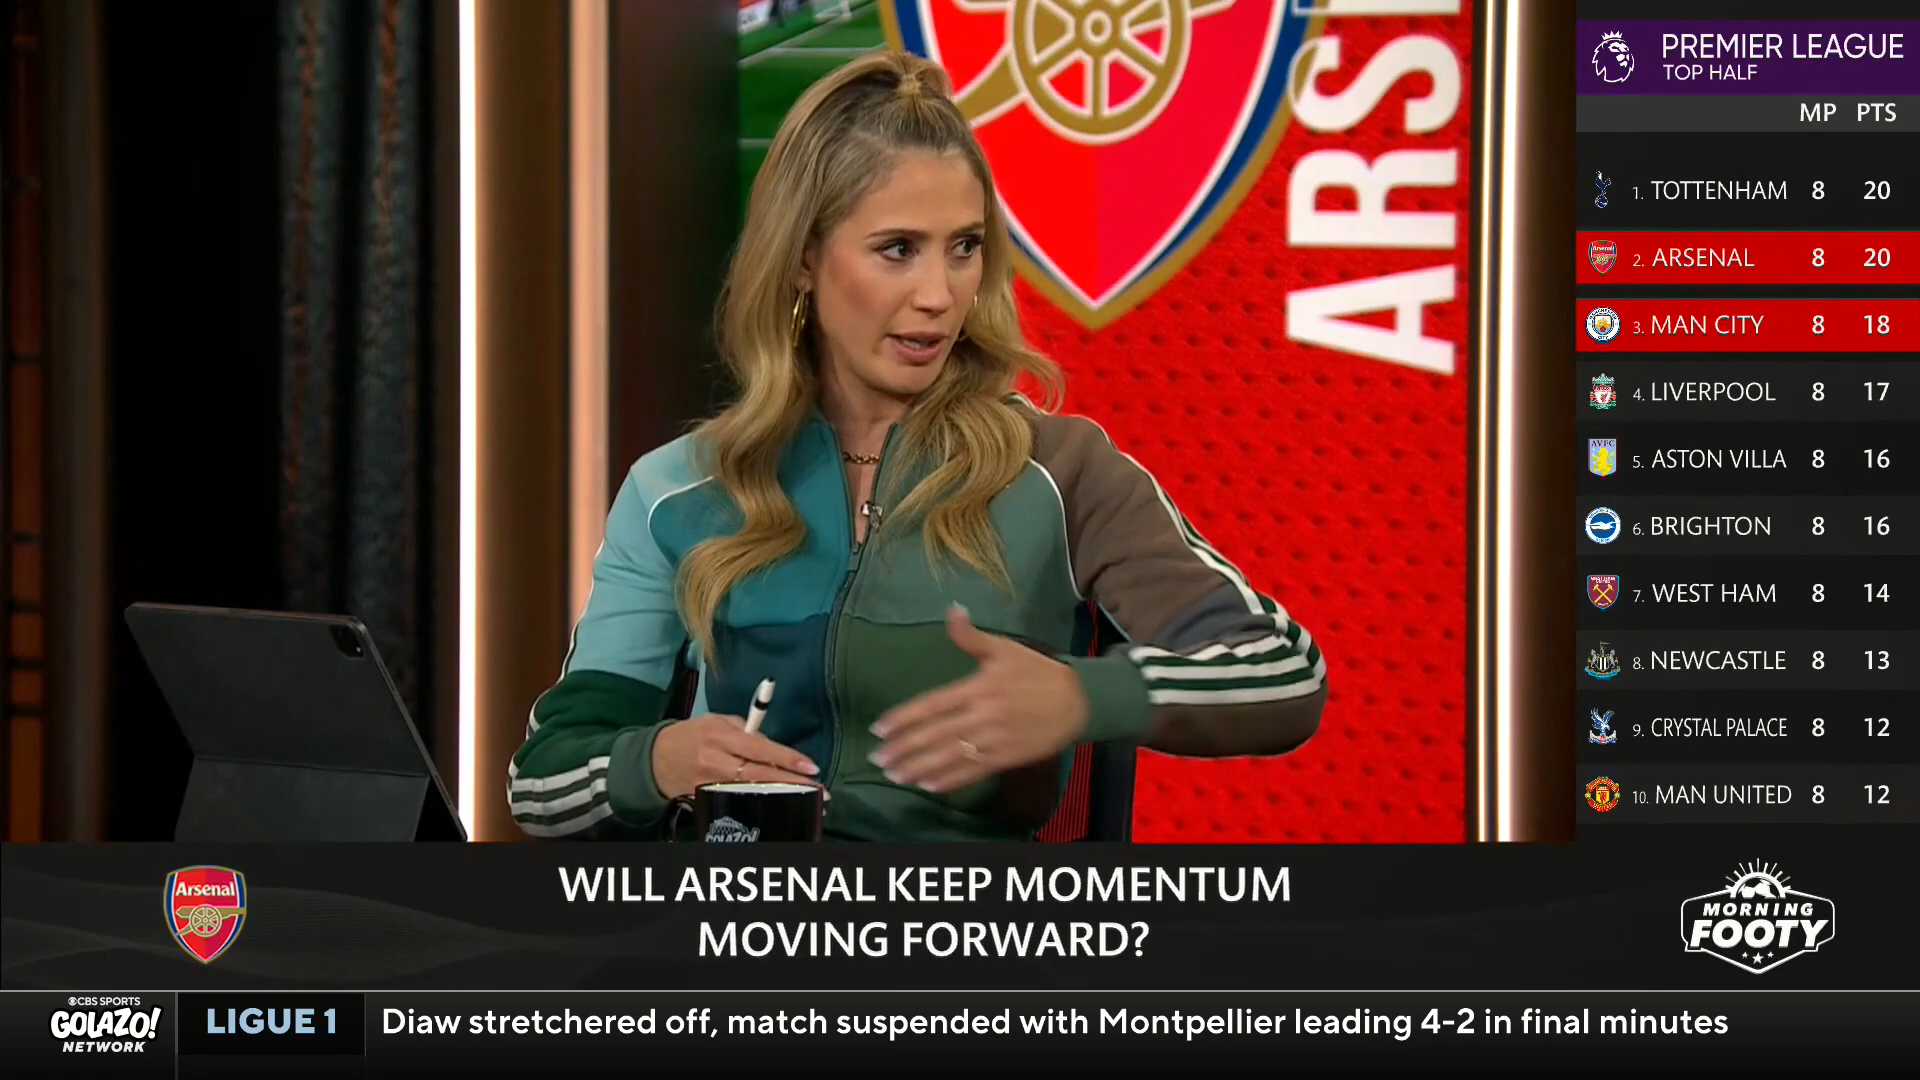 ARS
PREMIER LEAGUE
TOP HALF
MP PTS
1. TOTTENHAM 8 20
2. ARSENAL 8 20
3. MAN CITY 8 18
4. LIVERPOOL 8 17
5. ASTON VILLA 8 16
6. BRIGHTON 8 16
7. WEST HAM 8 14
8. NEWCASTLE 8 13
9. CRYSTAL PALACE 8 12
10. MAN UNITED 8 12
Arsenal
AVFC
GOLAZO!
Arsenal
WILL ARSENAL KEEP MOMENTUM
MOVING FORWARD?
MORNING
FOOTY
CBS SPORTS
GOLAZO!
NETWORK
LIGUE 1
Diaw stretchered off, match suspended with Montpellier leading 4-2 in final minutes